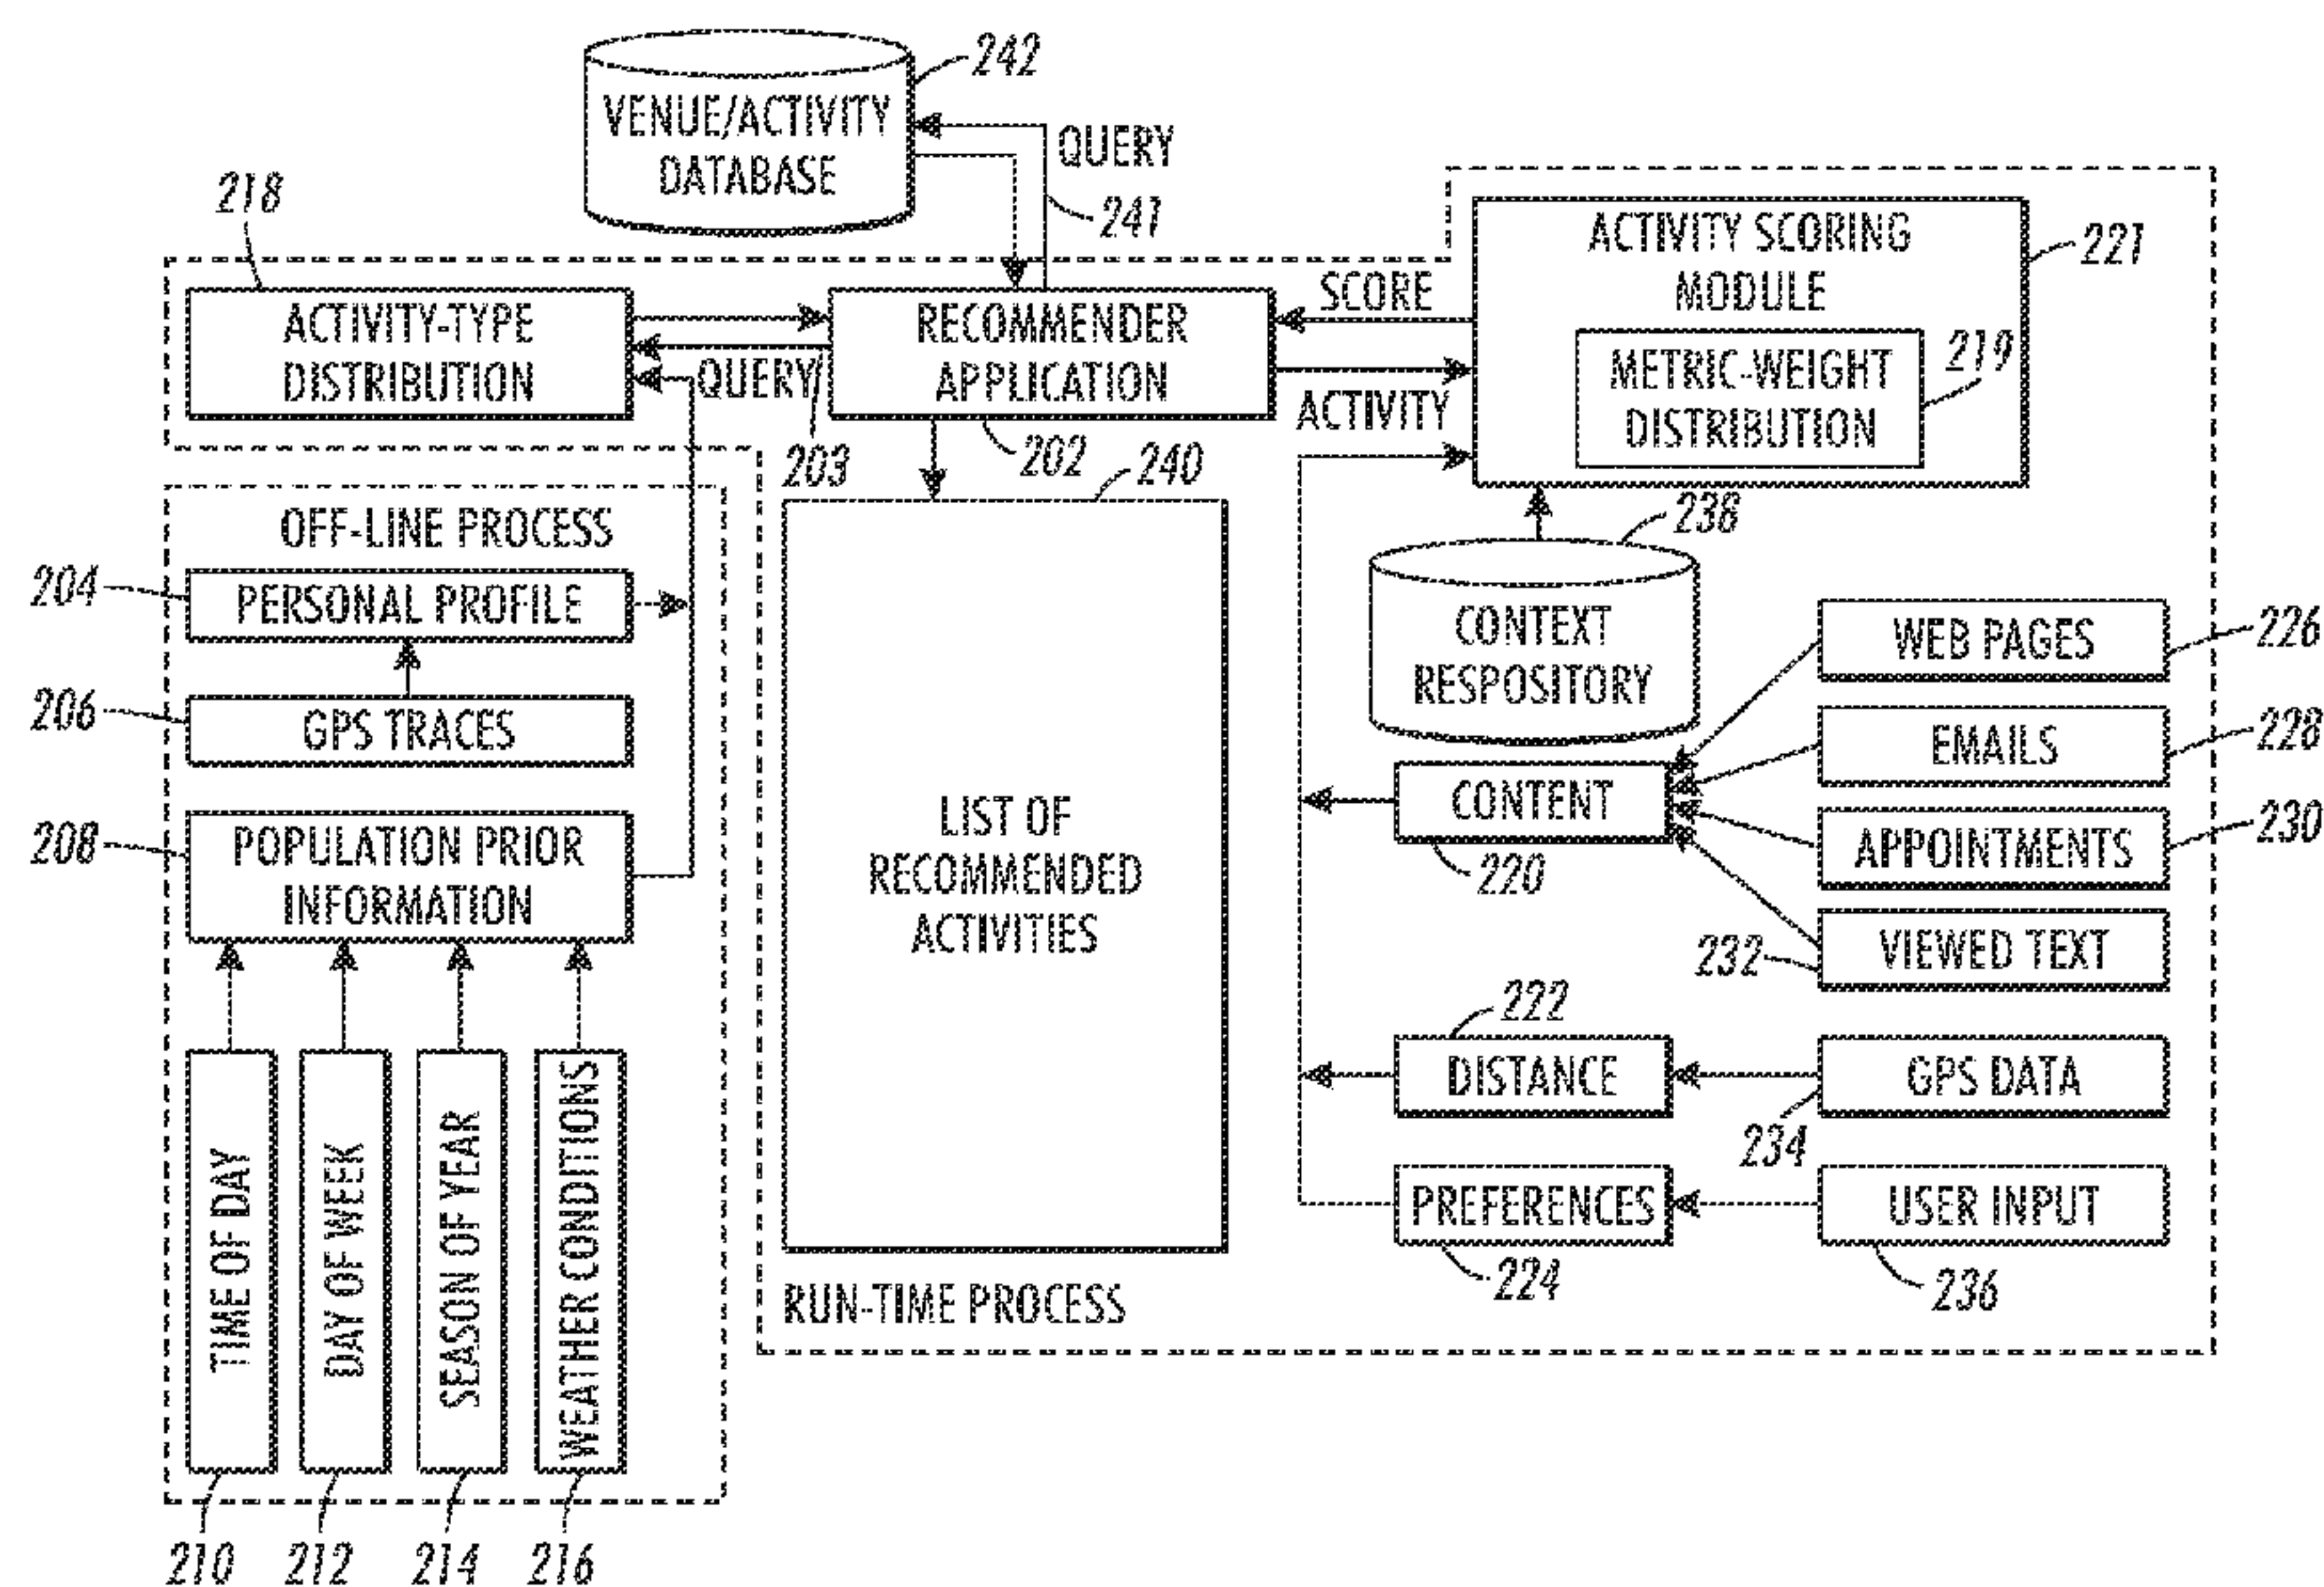 242
VENUE/ACTIVITY
DATABASE
QUERY
241
218
ACTIVITY-TYPE
DISTRIBUTION
QUERY
203
RECOMMENDER
APPLICATION
202
SCORE
ACTIVITY
ACTIVITY SCORING
MODULE
221
METRIC-WEIGHT
DISTRIBUTION
219
OFF-LINE PROCESS
204
PERSONAL PROFILE
206
GPS TRACES
208
POPULATION PRIOR
INFORMATION
TIME OF DAY
DAY OF WEEK
SEASON OF YEAR
WEATHER CONDITIONS
210
212
214
216
240
LIST OF
RECOMMENDED
ACTIVITIES
RUN-TIME PROCESS
238
CONTEXT
RESPOSITORY
WEB PAGES
226
EMAILS
228
CONTENT
220
APPOINTMENTS
230
VIEWED TEXT
232
222
DISTANCE
GPS DATA
234
PREFERENCES
224
USER INPUT
236